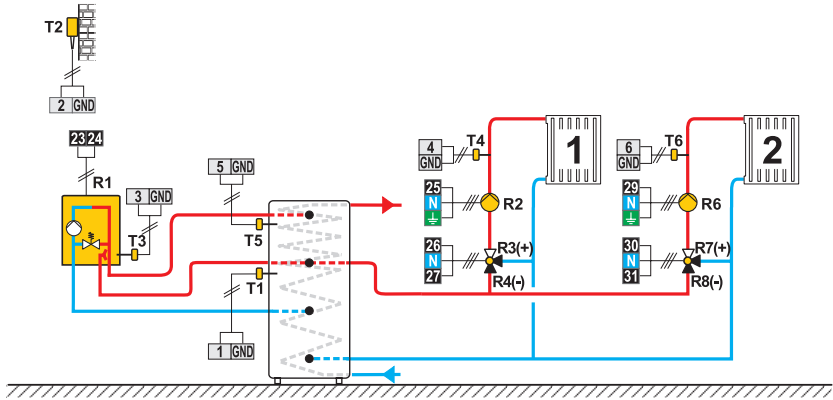 T2
2 GND
23 24
R1
3 GND
T3
5 GND
T5
T1
1 GND
4
GND
T4
1
25
N
R2
26
N
27
R3(+)
R4(-)
6
GND
T6
2
29
N
R6
30
N
31
R7(+)
R8(-)